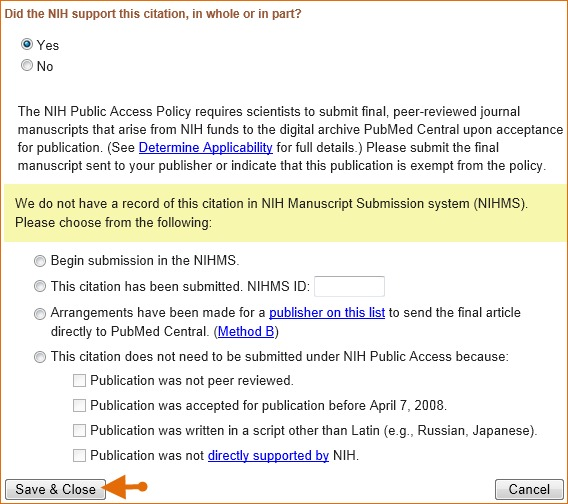 Did the NIH support this citation, in whole or in part?
Yes
No
The NIH Public Access Policy requires scientists to submit final, peer-reviewed journal
manuscripts that arise from NIH funds to the digital archive PubMed Central upon acceptance
for publication. (See Determine Applicability for full details.) Please submit the final
manuscript sent to your publisher or indicate that this publication is exempt from the policy.
We do not have a record of this citation in NIH Manuscript Submission system (NIHMS).
Please choose from the following:
Begin submission in the NIHMS.
This citation has been submitted. NIHMS ID:
Arrangements have been made for a publisher on this list to send the final article
directly to PubMed Central. (Method B)
This citation does not need to be submitted under NIH Public Access because:
Publication was not peer reviewed.
Publication was accepted for publication before April 7, 2008.
Publication was written in a script other than Latin (e.g., Russian, Japanese).
Publication was not directly supported by NIH.
Save & Close Cancel